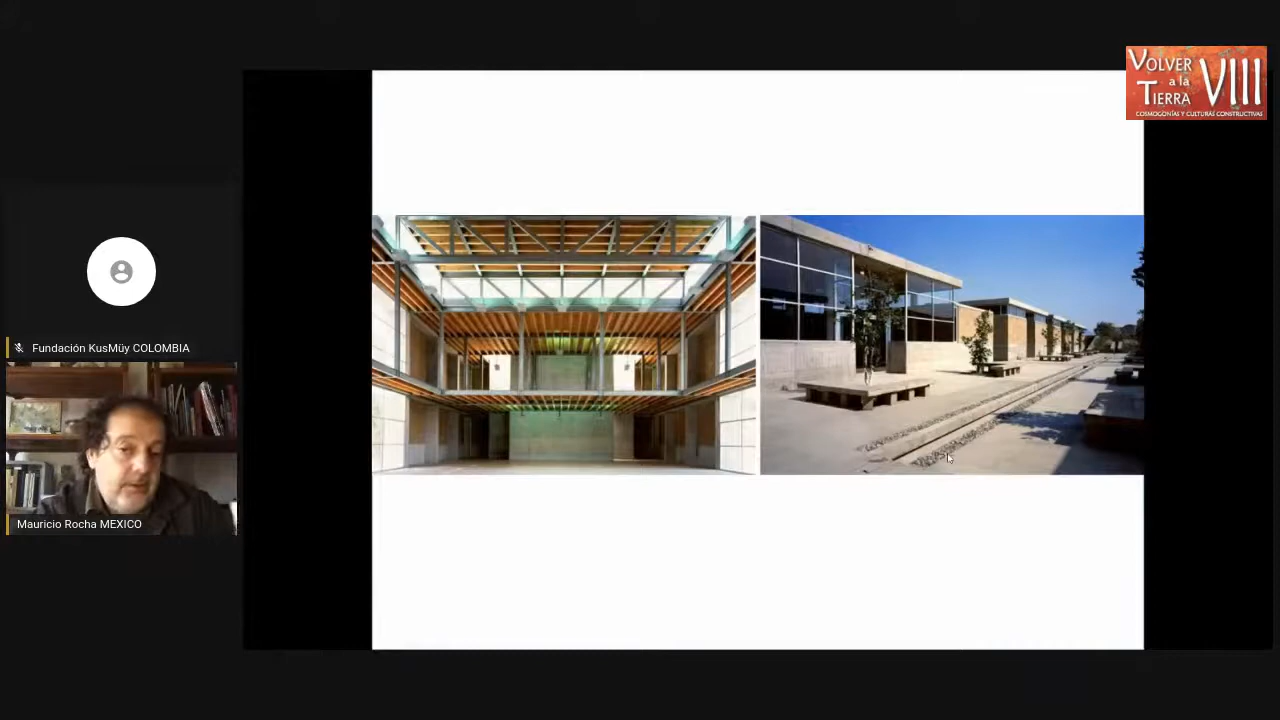 VOLVER
a la
TIERRA
VIII
COSMOGONÍAS Y CULTURAS CONSTRUCTIVAS
Fundación KusMüy COLOMBIA
Mauricio Rocha MEXICO